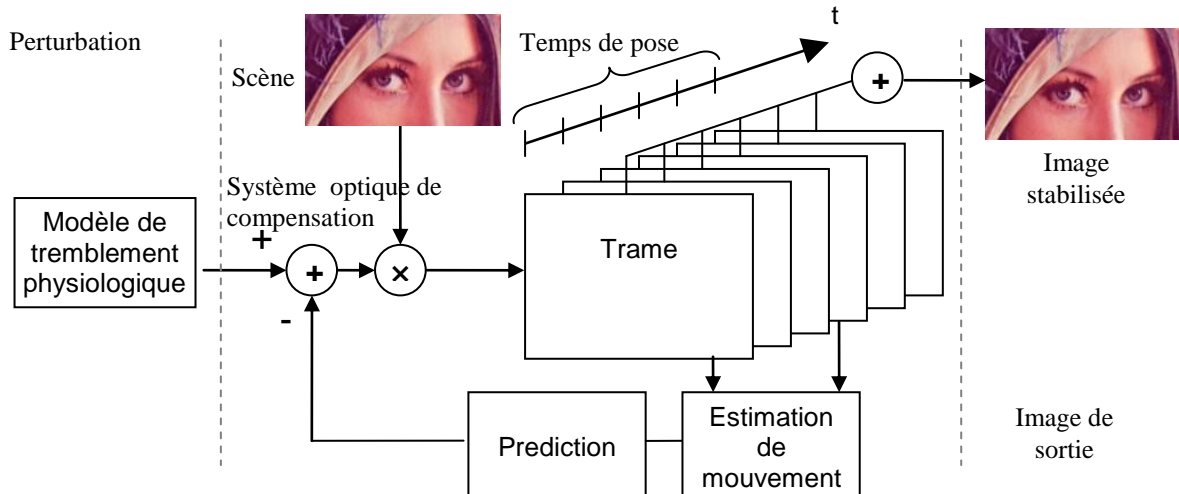 Perturbation
Scène
Temps de pose
t
+
Système optique de
compensation
Modèle de
tremblement
physiologique
+
+
×
-
Trame
Image
stabilisée
Prediction
Estimation
de
mouvement
Image de
sortie